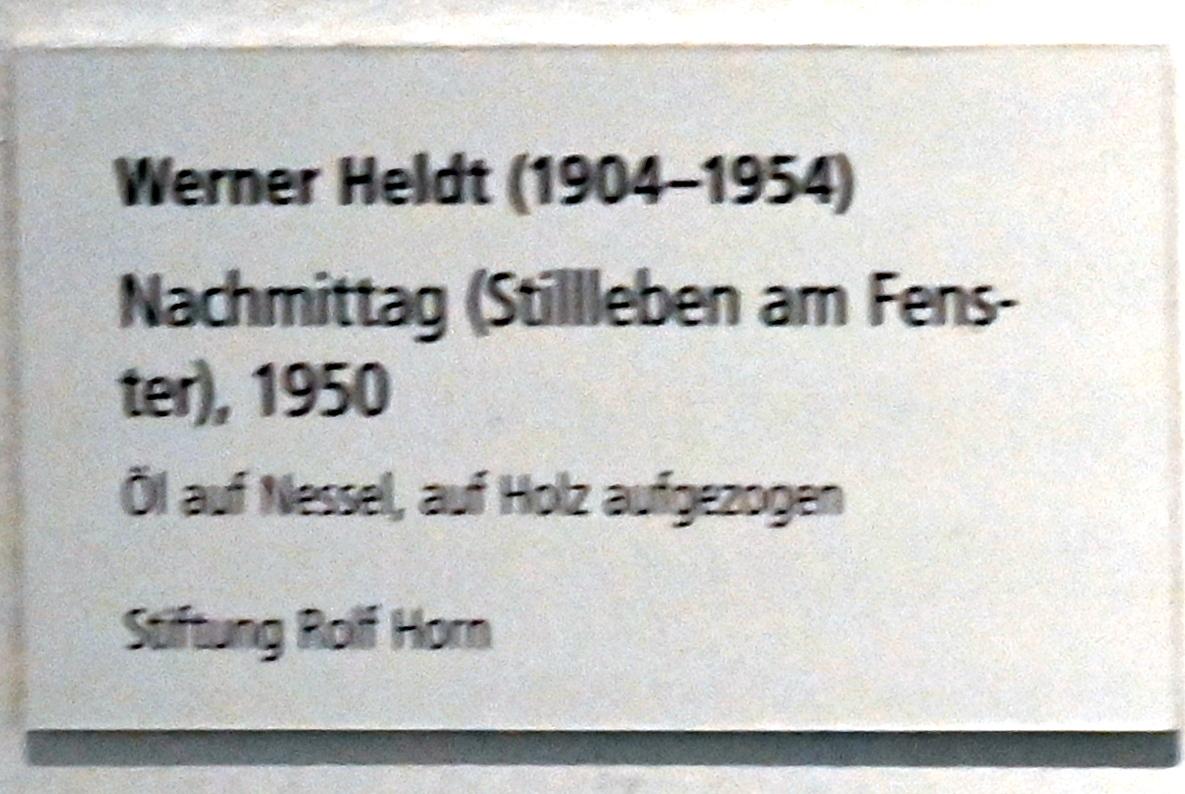 Werner Heldt (1904–1954)
Nachmittag (Stillleben am Fens-
ter), 1950
Öl auf Nessel, auf Holz aufgezogen
Stiftung Rolf Horn